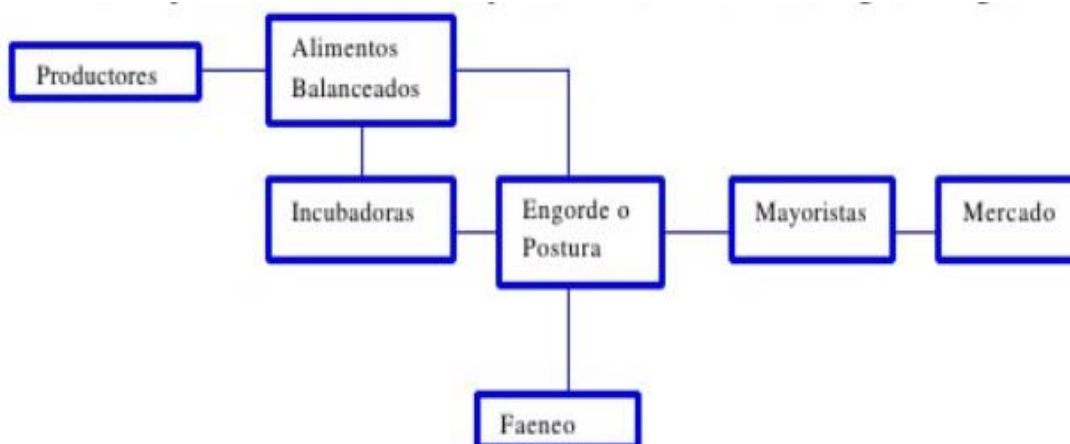 Productores
Alimentos
Balanceados
Incubadoras
Engorde o
Postura
Mayoristas
Mercado
Faeneo